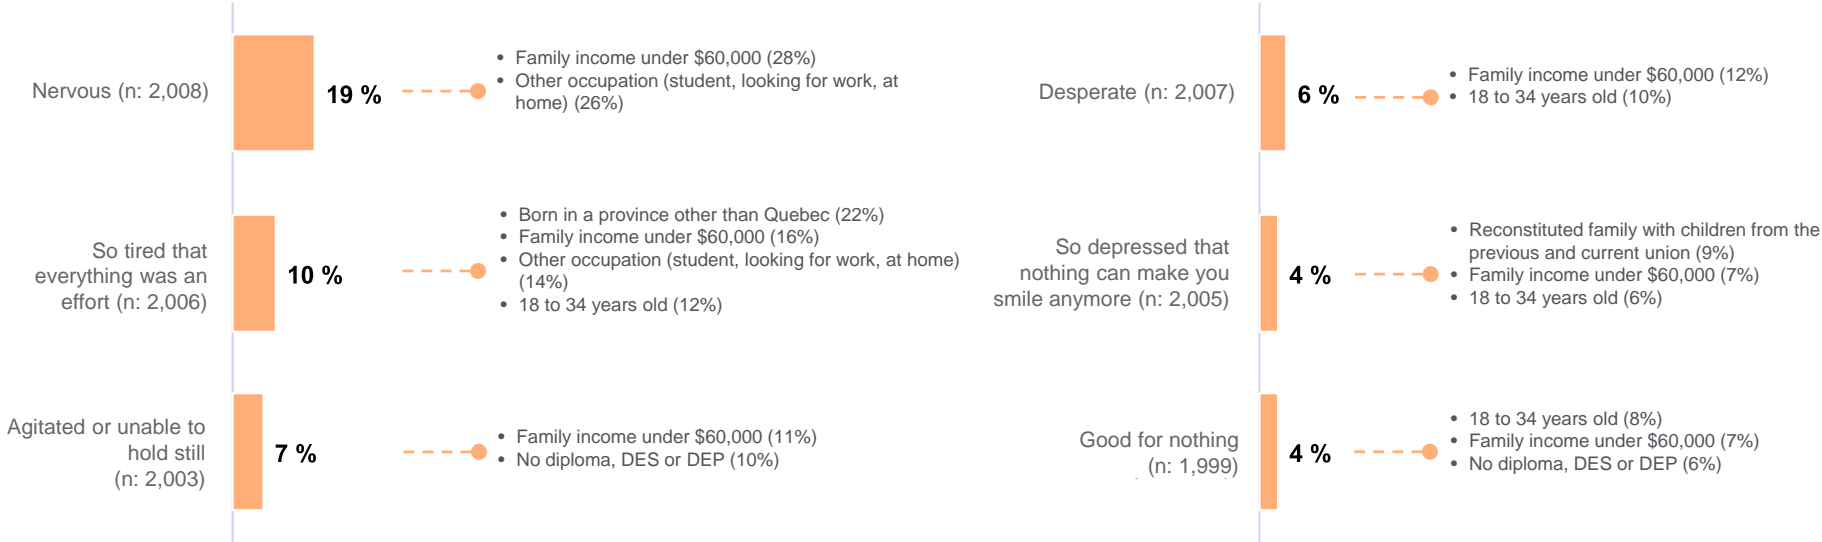 Nervous (n: 2,008)
19 %
• Family income under $60,000 (28%)
• Other occupation (student, looking for work, at
home) (26%)
So tired that
everything was an
effort (n: 2,006)
10 %
• Born in a province other than Quebec (22%)
• Family income under $60,000 (16%)
• Other occupation (student, looking for work, at home)
(14%)
• 18 to 34 years old (12%)
Agitated or unable to
hold still
(n: 2,003)
7 %
• Family income under $60,000 (11%)
• No diploma, DES or DEP (10%)
Desperate (n: 2,007)
6 %
• Family income under $60,000 (12%)
• 18 to 34 years old (10%)
So depressed that
nothing can make you
smile anymore (n: 2,005)
4 %
• Reconstituted family with children from the
previous and current union (9%)
• Family income under $60,000 (7%)
• 18 to 34 years old (6%)
Good for nothing
(n: 1,999)
4 %
• 18 to 34 years old (8%)
• Family income under $60,000 (7%)
• No diploma, DES or DEP (6%)